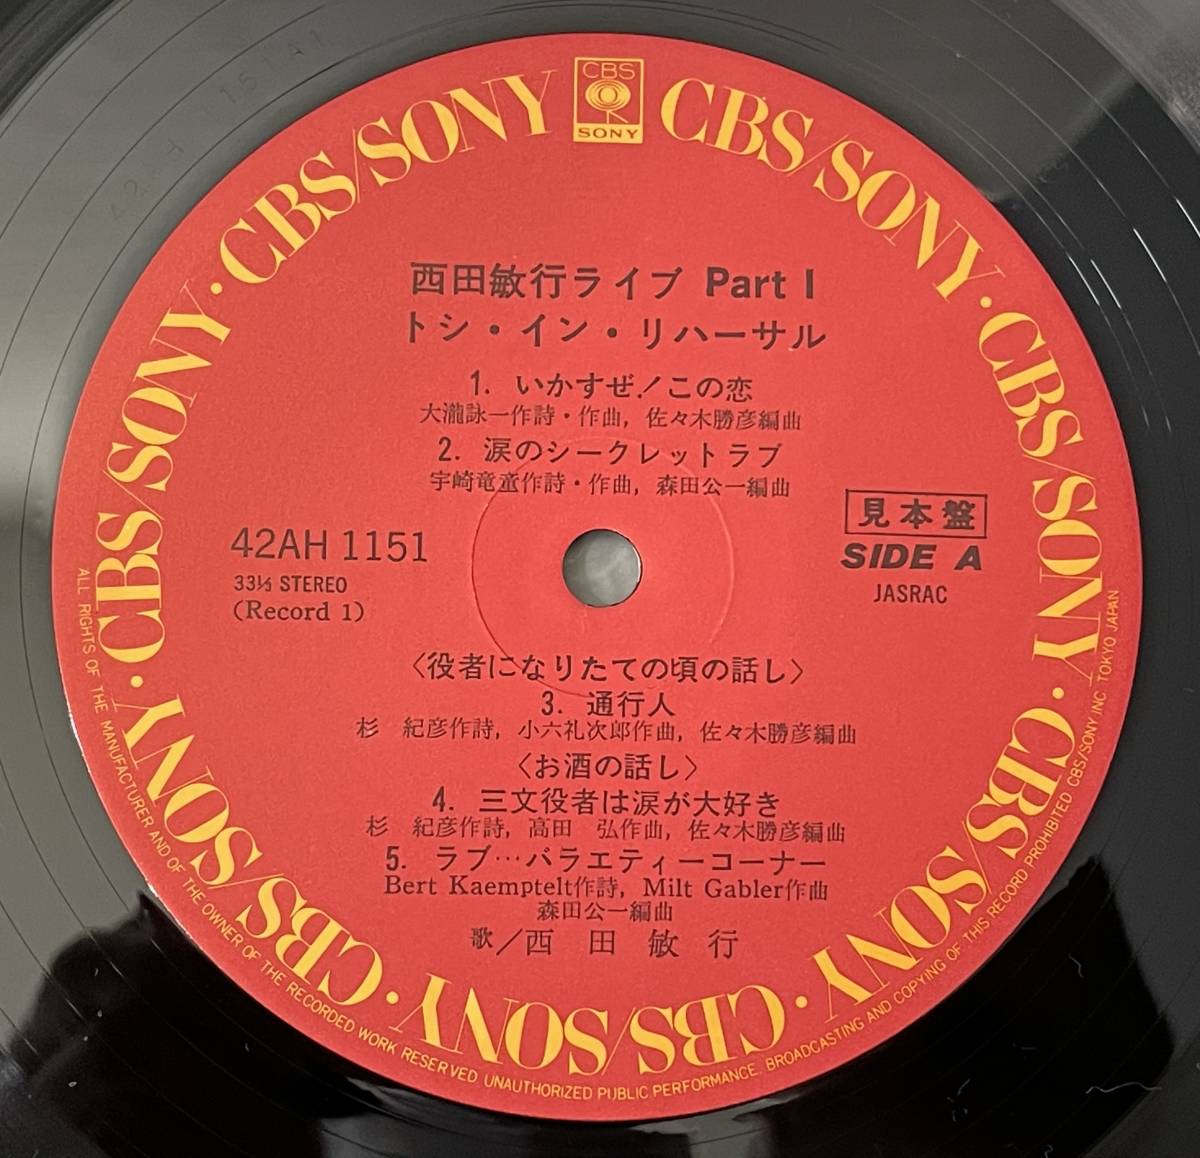 CBS
SONY
CBS/SONY · CBS/SONY · CBS/SONY · CBS/SONY · CBS/SONY · CBS/SONY · CBS/SONY · CBS/SONY
西田敏行ライブ Part I
トシ・イン・リハーサル
1. いかすぜ!この恋
大瀧詠一作詩・作曲, 佐々木勝彦編曲
2. 涙のシークレットラブ
宇崎竜童作詩・作曲, 森田公一編曲
42AH 1151
33⅓ STEREO
(Record 1)
見本盤
SIDE A
JASRAC
〈役者になりたての頃の話し〉
3. 通行人
杉 紀彦作詩, 小六礼次郎作曲, 佐々木勝彦編曲
〈お酒の話し〉
4. 三文役者は涙が大好き
杉 紀彦作詩, 高田 弘作曲, 佐々木勝彦編曲
5. ラブ…バラエティーコーナー
Bert Kaemptelt作詩, Milt Gabler作曲
森田公一編曲
歌/西 田 敏 行
ALL RIGHTS OF THE MANUFACTURER AND OF THE OWNER OF THE RECORDED WORK RESERVED UNAUTHORIZED PUBLIC PERFORMANCE. BROADCASTING AND COPYING OF THIS RECORD PROHIBITED CBS/SONY INC TOKYO JAPAN